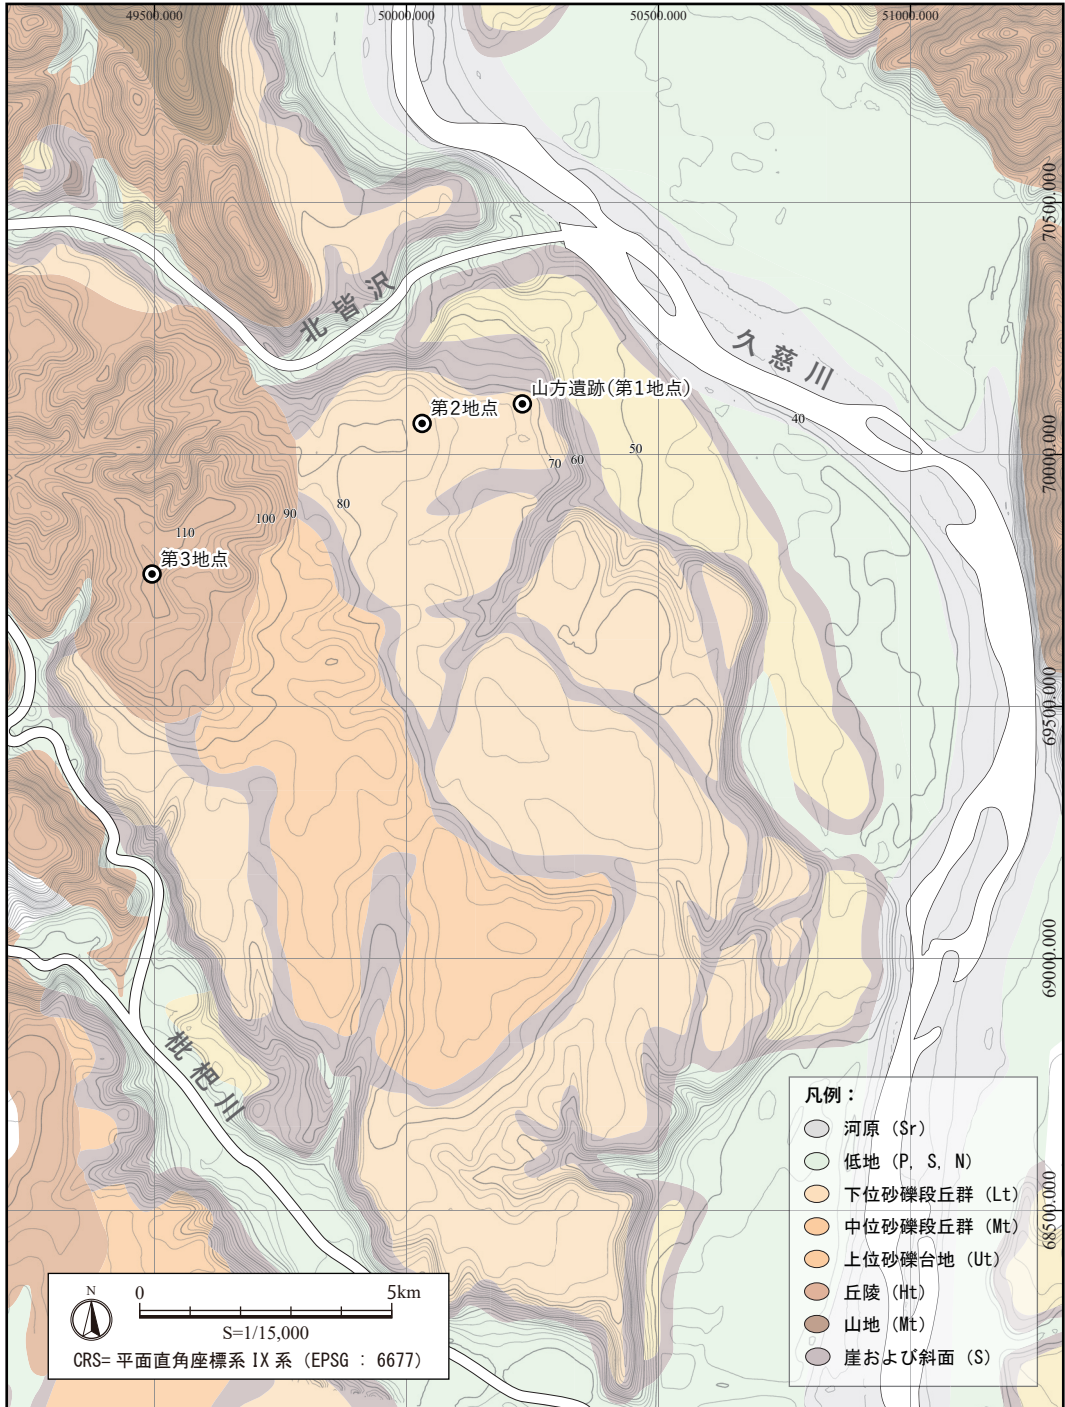 49500.000
50000.000
50500.000
51000.000
70500.000
北皆沢
久慈川
山方遺跡(第1地点)
第2地点
40
50
60
70
70000.000
80
90
100
110
第3地点
69500.000
69000.000
枇杷川
68500.000
凡例：
河原 (Sr)
低地 (P, S, N)
下位砂礫段丘群 (Lt)
中位砂礫段丘群 (Mt)
上位砂礫台地 (Ut)
丘陵 (Ht)
山地 (Mt)
崖および斜面 (S)
N
0 5km
S=1/15,000
CRS= 平面直角座標系 IX 系 (EPSG : 6677)